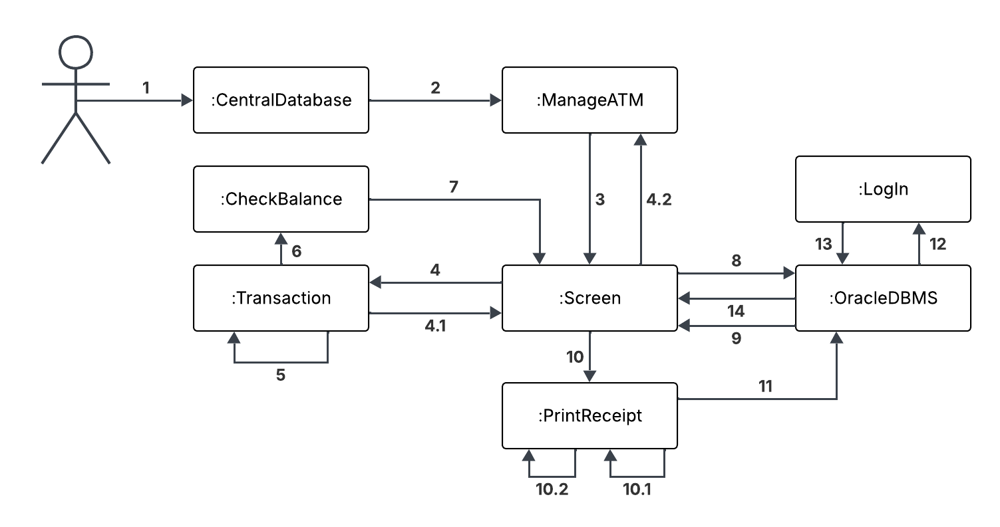 1
:CentralDatabase
2
:ManageATM
:CheckBalance
7
3
4.2
:LogIn
6
13
12
:Transaction
4
4.1
:Screen
8
14
9
:OracleDBMS
5
10
11
:PrintReceipt
10.2
10.1